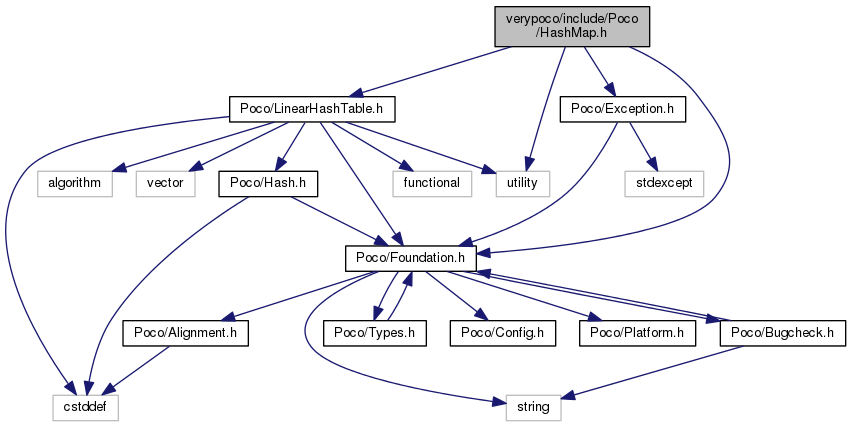 verypoco/include/Poco
/HashMap.h
Poco/LinearHashTable.h
Poco/Exception.h
algorithm
vector
Poco/Hash.h
functional
utility
stdexcept
Poco/Foundation.h
Poco/Alignment.h
Poco/Types.h
Poco/Config.h
Poco/Platform.h
Poco/Bugcheck.h
cstddef
string